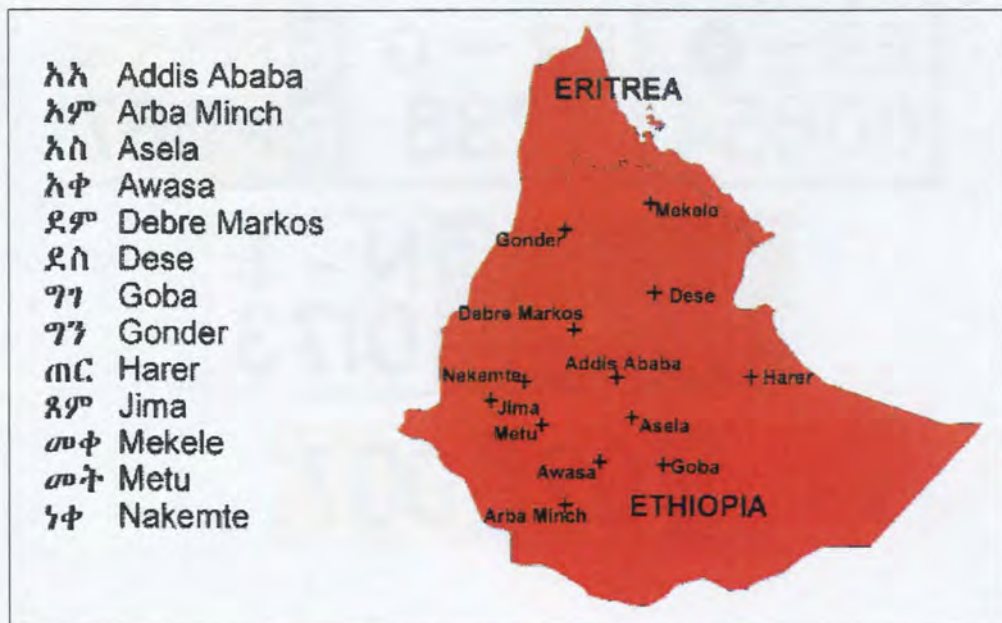 አአ Addis Ababa
አም Arba Minch
አስ Asela
አቀ Awasa
ደም Debre Markos
ደስ Dese
ግግ Goba
ግን Gonder
ጠር Harer
ጸም Jima
መቀ Mekele
መት Metu
ነቀ Nakemte
ERITREA
Mekele
Gonder
Dese
Debre Markos
Addis Ababa
Nakemte
Harer
Jima
Metu
Asela
Awasa
Goba
Arba Minch
ETHIOPIA